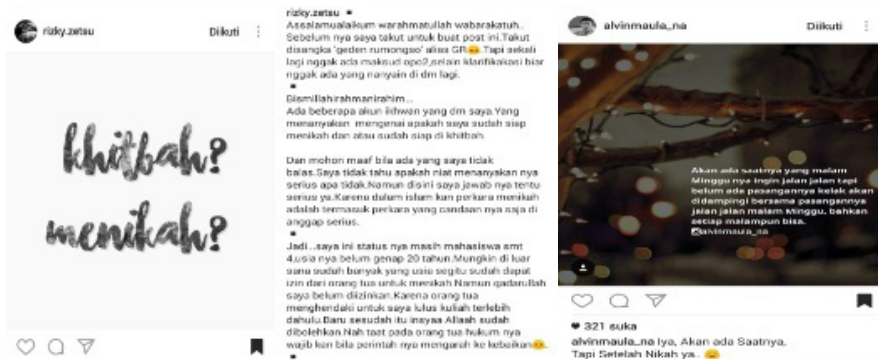 rizky.zetsu
Diikuti
khitbah?
menikah?
rizky.zetsu
Assalamualaikum warahmatullah wabarakatuh..
Sebelum nya saya takut untuk buat post ini.Takut
disangka 'geden rumongso' alias GR😊.Tapi sekali
lagi nggak ada maksud opo2,selain klarifikakasi biar
nggak ada yang nanyain di dm lagi.
Bismillahirahmanirahim...
Ada beberapa akun ikhwan yang dm saya.Yang
menanyakan mengenai apakah saya sudah siap
menikah dan atau sudah siap di khitbah.
Dan mohon maaf bila ada yang saya tidak
balas.Saya tidak tahu apakah niat menanyakan nya
serius apa tidak.Namun disini saya jawab nya tentu
serius ya.Karena dalam islam kan perkara menikah
adalah termasuk perkara yang candaan nya saja di
anggap serius.
Jadi...saya ini status nya masih mahasiswa smt
4,usia nya belum genap 20 tahun.Mungkin di luar
sana sudah banyak yang usia segitu sudah dapat
izin dari orang tua untuk menikah.Namun qadarullah
saya belum diizinkan.Karena orang tua
menghendaki untuk saya lulus kuliah terlebih
dahulu.Baru sesudah itu insyaa Allaah sudah
dibolehkan.Nah taat pada orang tua hukum nya
wajib kan bila perintah nya mengarah ke kebaikan😊.
alvinmaula_na
Diikuti
Akan ada saatnya yang malam
Minggu nya ingin jalan jalan tapi
belum ada pasangannya kelak akan
didampingi bersama pasangannya
jalan jalan malam Minggu, bahkan
setiap malampun bisa.
alvinmaula_na
321 suka
alvinmaula_na Iya, Akan ada Saatnya,
Tapi Setelah Nikah ya.. 😊